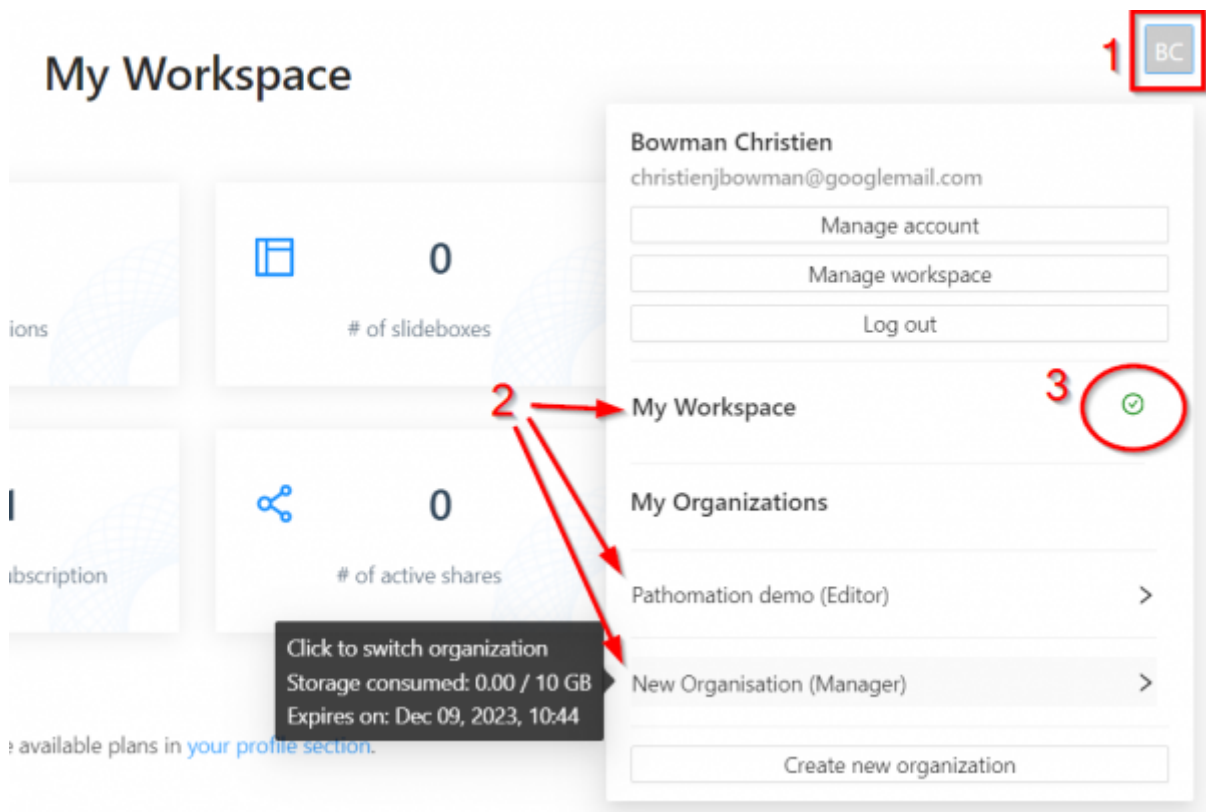 1
BC
My Workspace
Bowman Christien
christienjbowman@googlemail.com
Manage account
Manage workspace
Log out
ions
0
# of slideboxes
2
My Workspace
3
My Organizations
0
# of active shares
Pathomation demo (Editor)
Click to switch organization
Storage consumed: 0.00 / 10 GB
Expires on: Dec 09, 2023, 10:44
New Organisation (Manager)
available plans in your profile section.
Create new organization